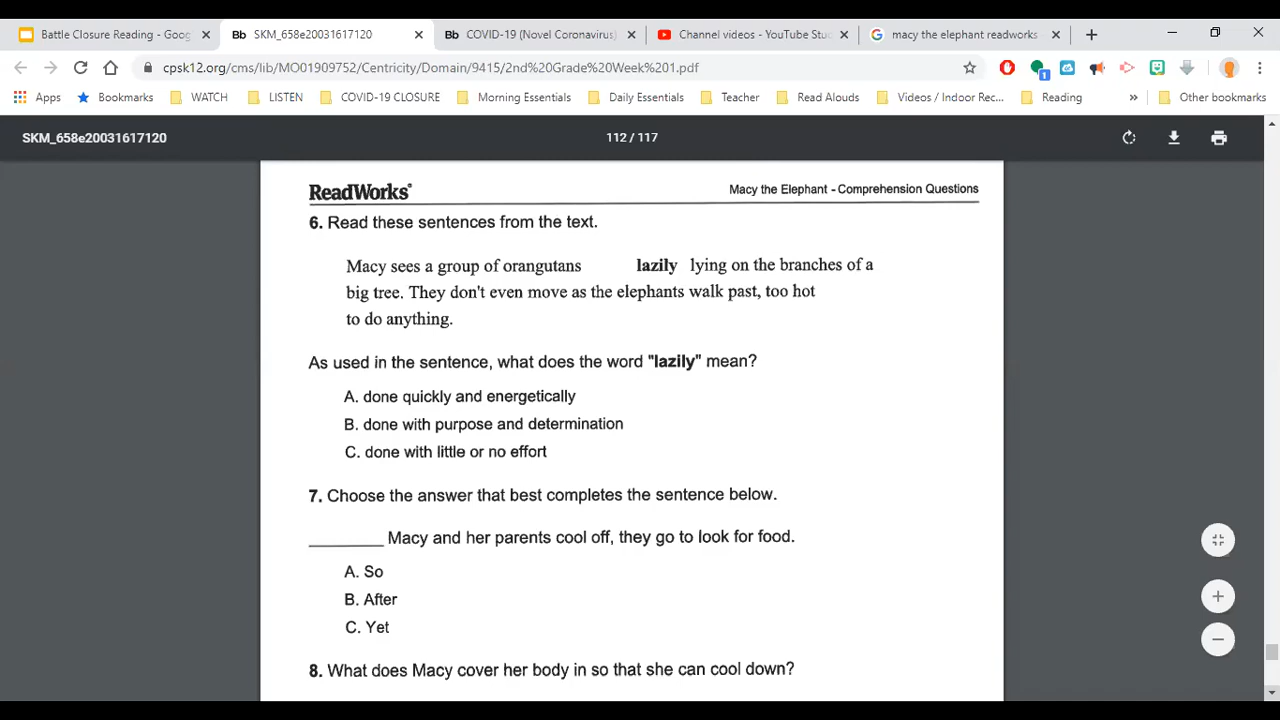 Battle Closure Reading - Goog
Bb SKM_658e20031617120
Bb COVID-19 (Novel Coronavirus)
Channel videos - YouTube Stu
macy the elephant readworks
cpsk12.org/cms/lib/MO01909752/Centricity/Domain/9415/2nd%20Grade%20Week%201.pdf
1
Apps Bookmarks WATCH LISTEN COVID-19 CLOSURE Morning Essentials Daily Essentials Teacher Read Alouds Videos / Indoor Rec... Reading » Other bookmarks
SKM_658e20031617120 112 / 117
ReadWorks® Macy the Elephant - Comprehension Questions
6. Read these sentences from the text.
Macy sees a group of orangutans lazily lying on the branches of a
big tree. They don't even move as the elephants walk past, too hot
to do anything.
As used in the sentence, what does the word "lazily" mean?
A. done quickly and energetically
B. done with purpose and determination
C. done with little or no effort
7. Choose the answer that best completes the sentence below.
________ Macy and her parents cool off, they go to look for food.
A. So
B. After
C. Yet
8. What does Macy cover her body in so that she can cool down?